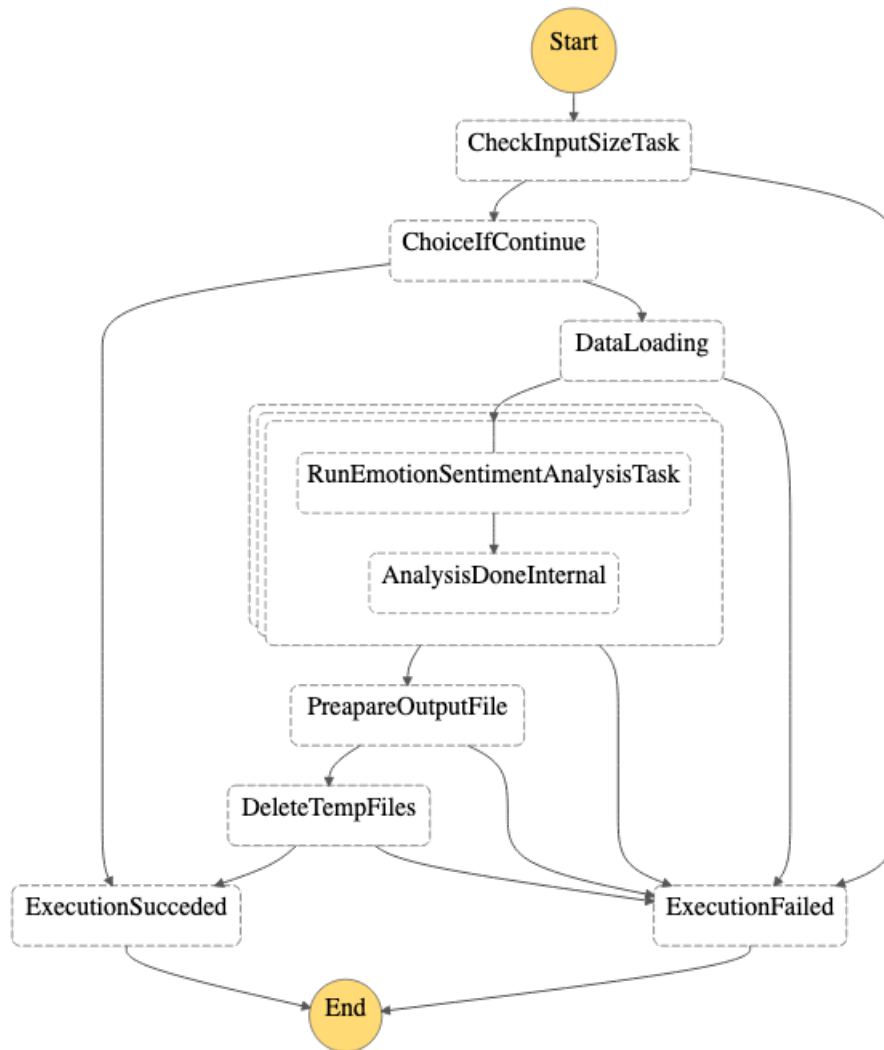 Start
CheckInputSizeTask
ChoiceIfContinue
DataLoading
RunEmotionSentimentAnalysisTask
AnalysisDoneInternal
PreapareOutputFile
DeleteTempFiles
ExecutionSucceded
ExecutionFailed
End